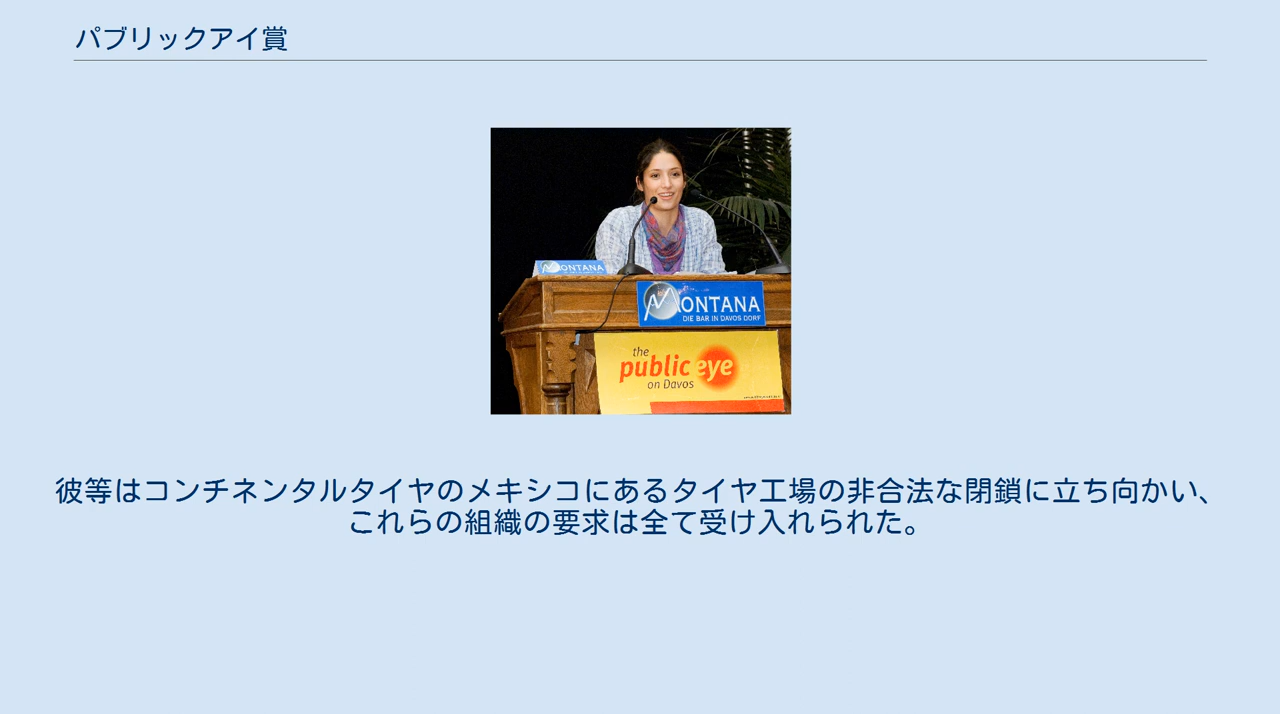 パブリックアイ賞
MONTANA
MONTANA
DIE BAR IN DAVOS DORF
the
public eye
on Davos
彼等はコンチネンタルタイヤのメキシコにあるタイヤ工場の非合法な閉鎖に立ち向かい、
これらの組織の要求は全て受け入れられた。